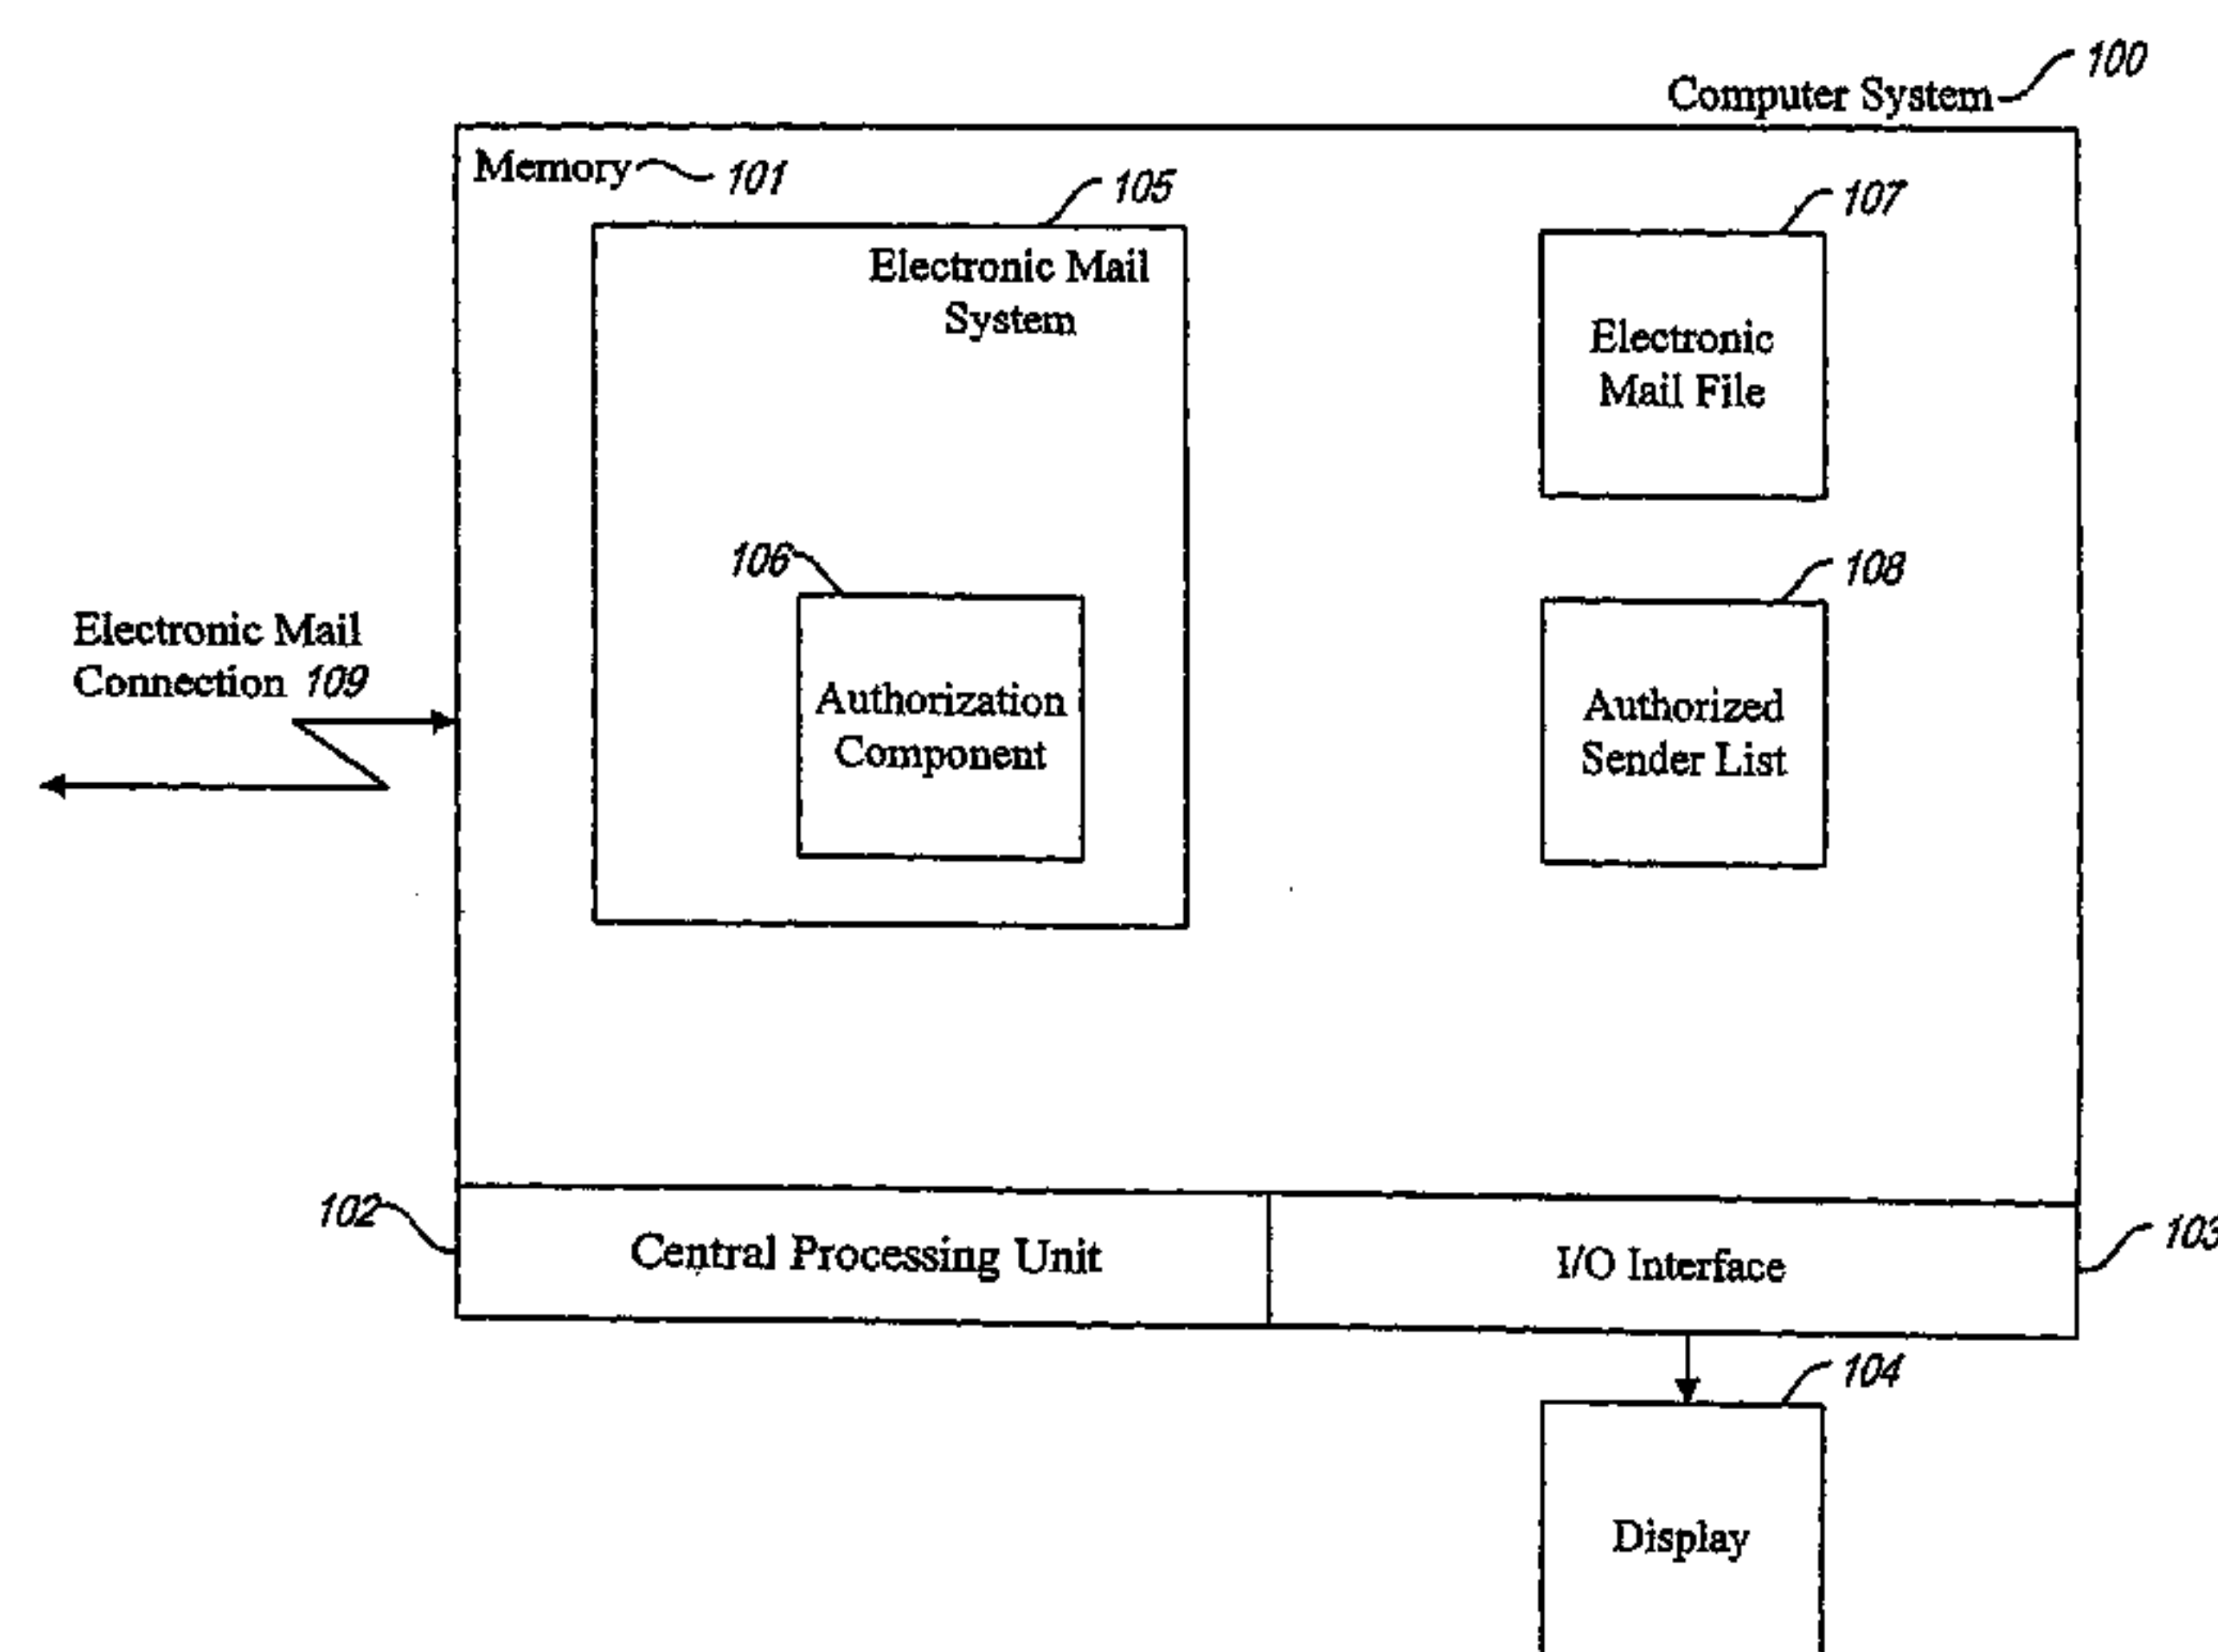 Computer System 100
Memory 101
105
107
Electronic Mail
System
Electronic
Mail File
106
108
Electronic Mail
Connection 109
Authorization
Component
Authorized
Sender List
102
Central Processing Unit
I/O Interface
103
104
Display